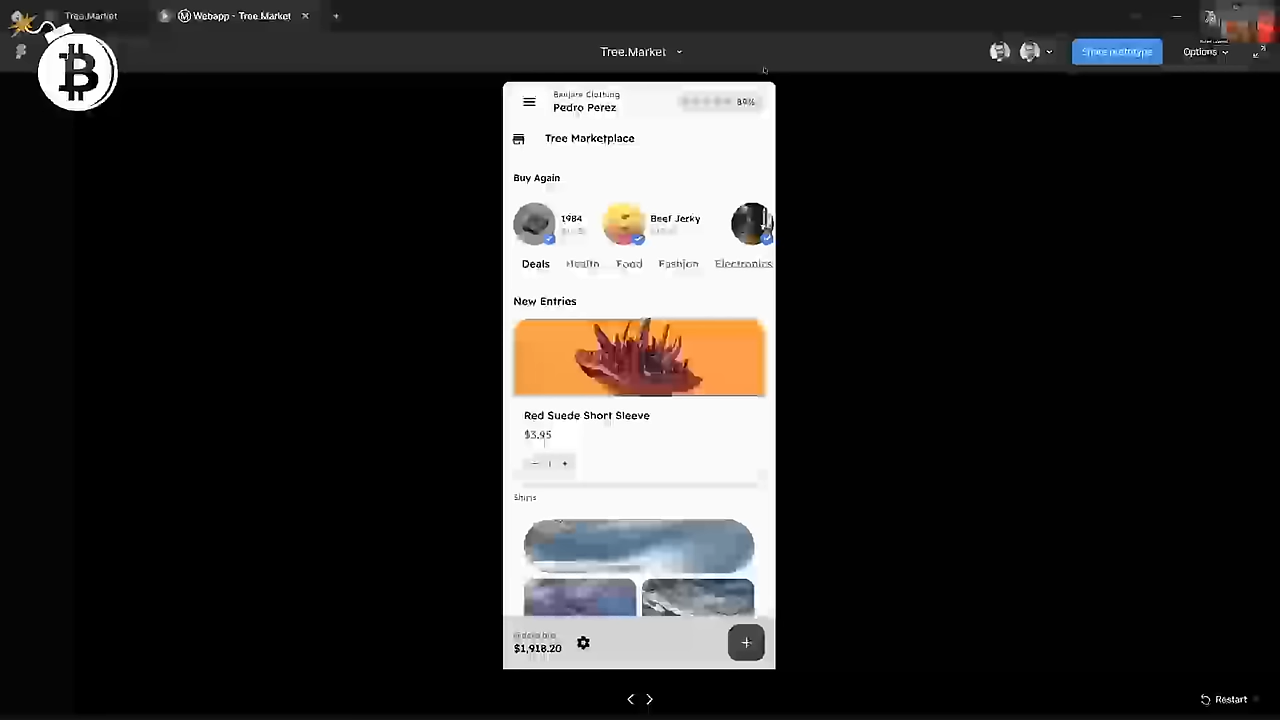 Tree.Market
Webapp - Tree.Market
Tree.Market
Share prototype
Options
Banjara Clothing
Pedro Perez
89%
Tree Marketplace
Buy Again
1984
Beef Jerky
Deals Health Food Fashion Electronics
New Entries
Red Suede Short Sleeve
$3.95
- 1 +
$1,918.20
Restart